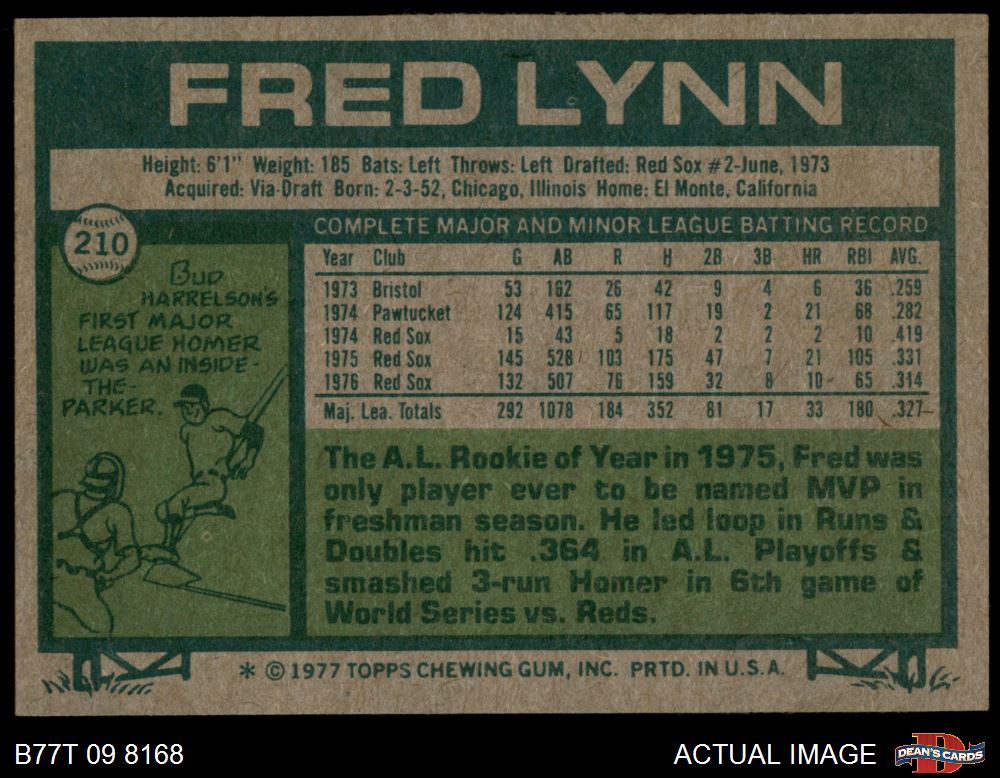 FRED LYNN
Height: 6'1" Weight: 185 Bats: Left Throws: Left Drafted: Red Sox #2-June, 1973
Acquired: Via-Draft Born: 2-3-52, Chicago, Illinois Home: El Monte, California
210
BUD
HARRELSON'S
FIRST MAJOR
LEAGUE HOMER
WAS AN INSIDE-
THE-
PARKER.
COMPLETE MAJOR AND MINOR LEAGUE BATTING RECORD
Year Club G AB R H 2B 3B HR RBI AVG.
1973 Bristol 53 162 26 42 9 4 6 36 .259
1974 Pawtucket 124 415 65 117 19 2 21 68 .282
1974 Red Sox 15 43 5 18 2 2 2 10 .419
1975 Red Sox 145 528 103 175 47 7 21 105 .331
1976 Red Sox 132 507 76 159 32 8 10 65 .314
Maj. Lea. Totals 292 1078 184 352 81 17 33 180 .327
The A.L. Rookie of Year in 1975, Fred was
only player ever to be named MVP in
freshman season. He led loop in Runs &
Doubles hit .364 in A.L. Playoffs &
smashed 3-run Homer in 6th game of
World Series vs. Reds.
* © 1977 TOPPS CHEWING GUM, INC. PRTD. IN U.S.A.
B77T 09 8168
ACTUAL IMAGE
D
DEAN'S CARDS